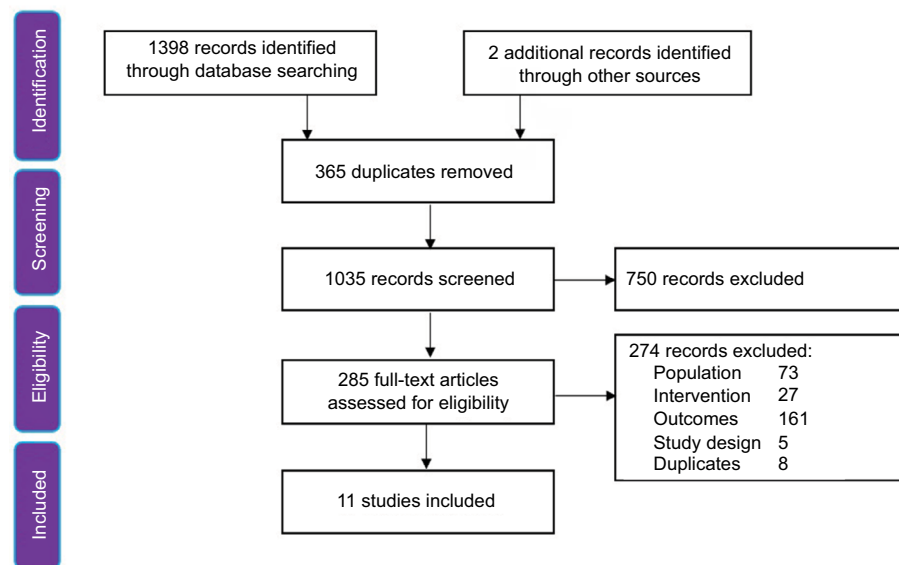 Identification
1398 records identified
through database searching
2 additional records identified
through other sources
365 duplicates removed
Screening
1035 records screened
750 records excluded
Eligibility
285 full-text articles
assessed for eligibility
274 records excluded:
Population 73
Intervention 27
Outcomes 161
Study design 5
Duplicates 8
Included
11 studies included